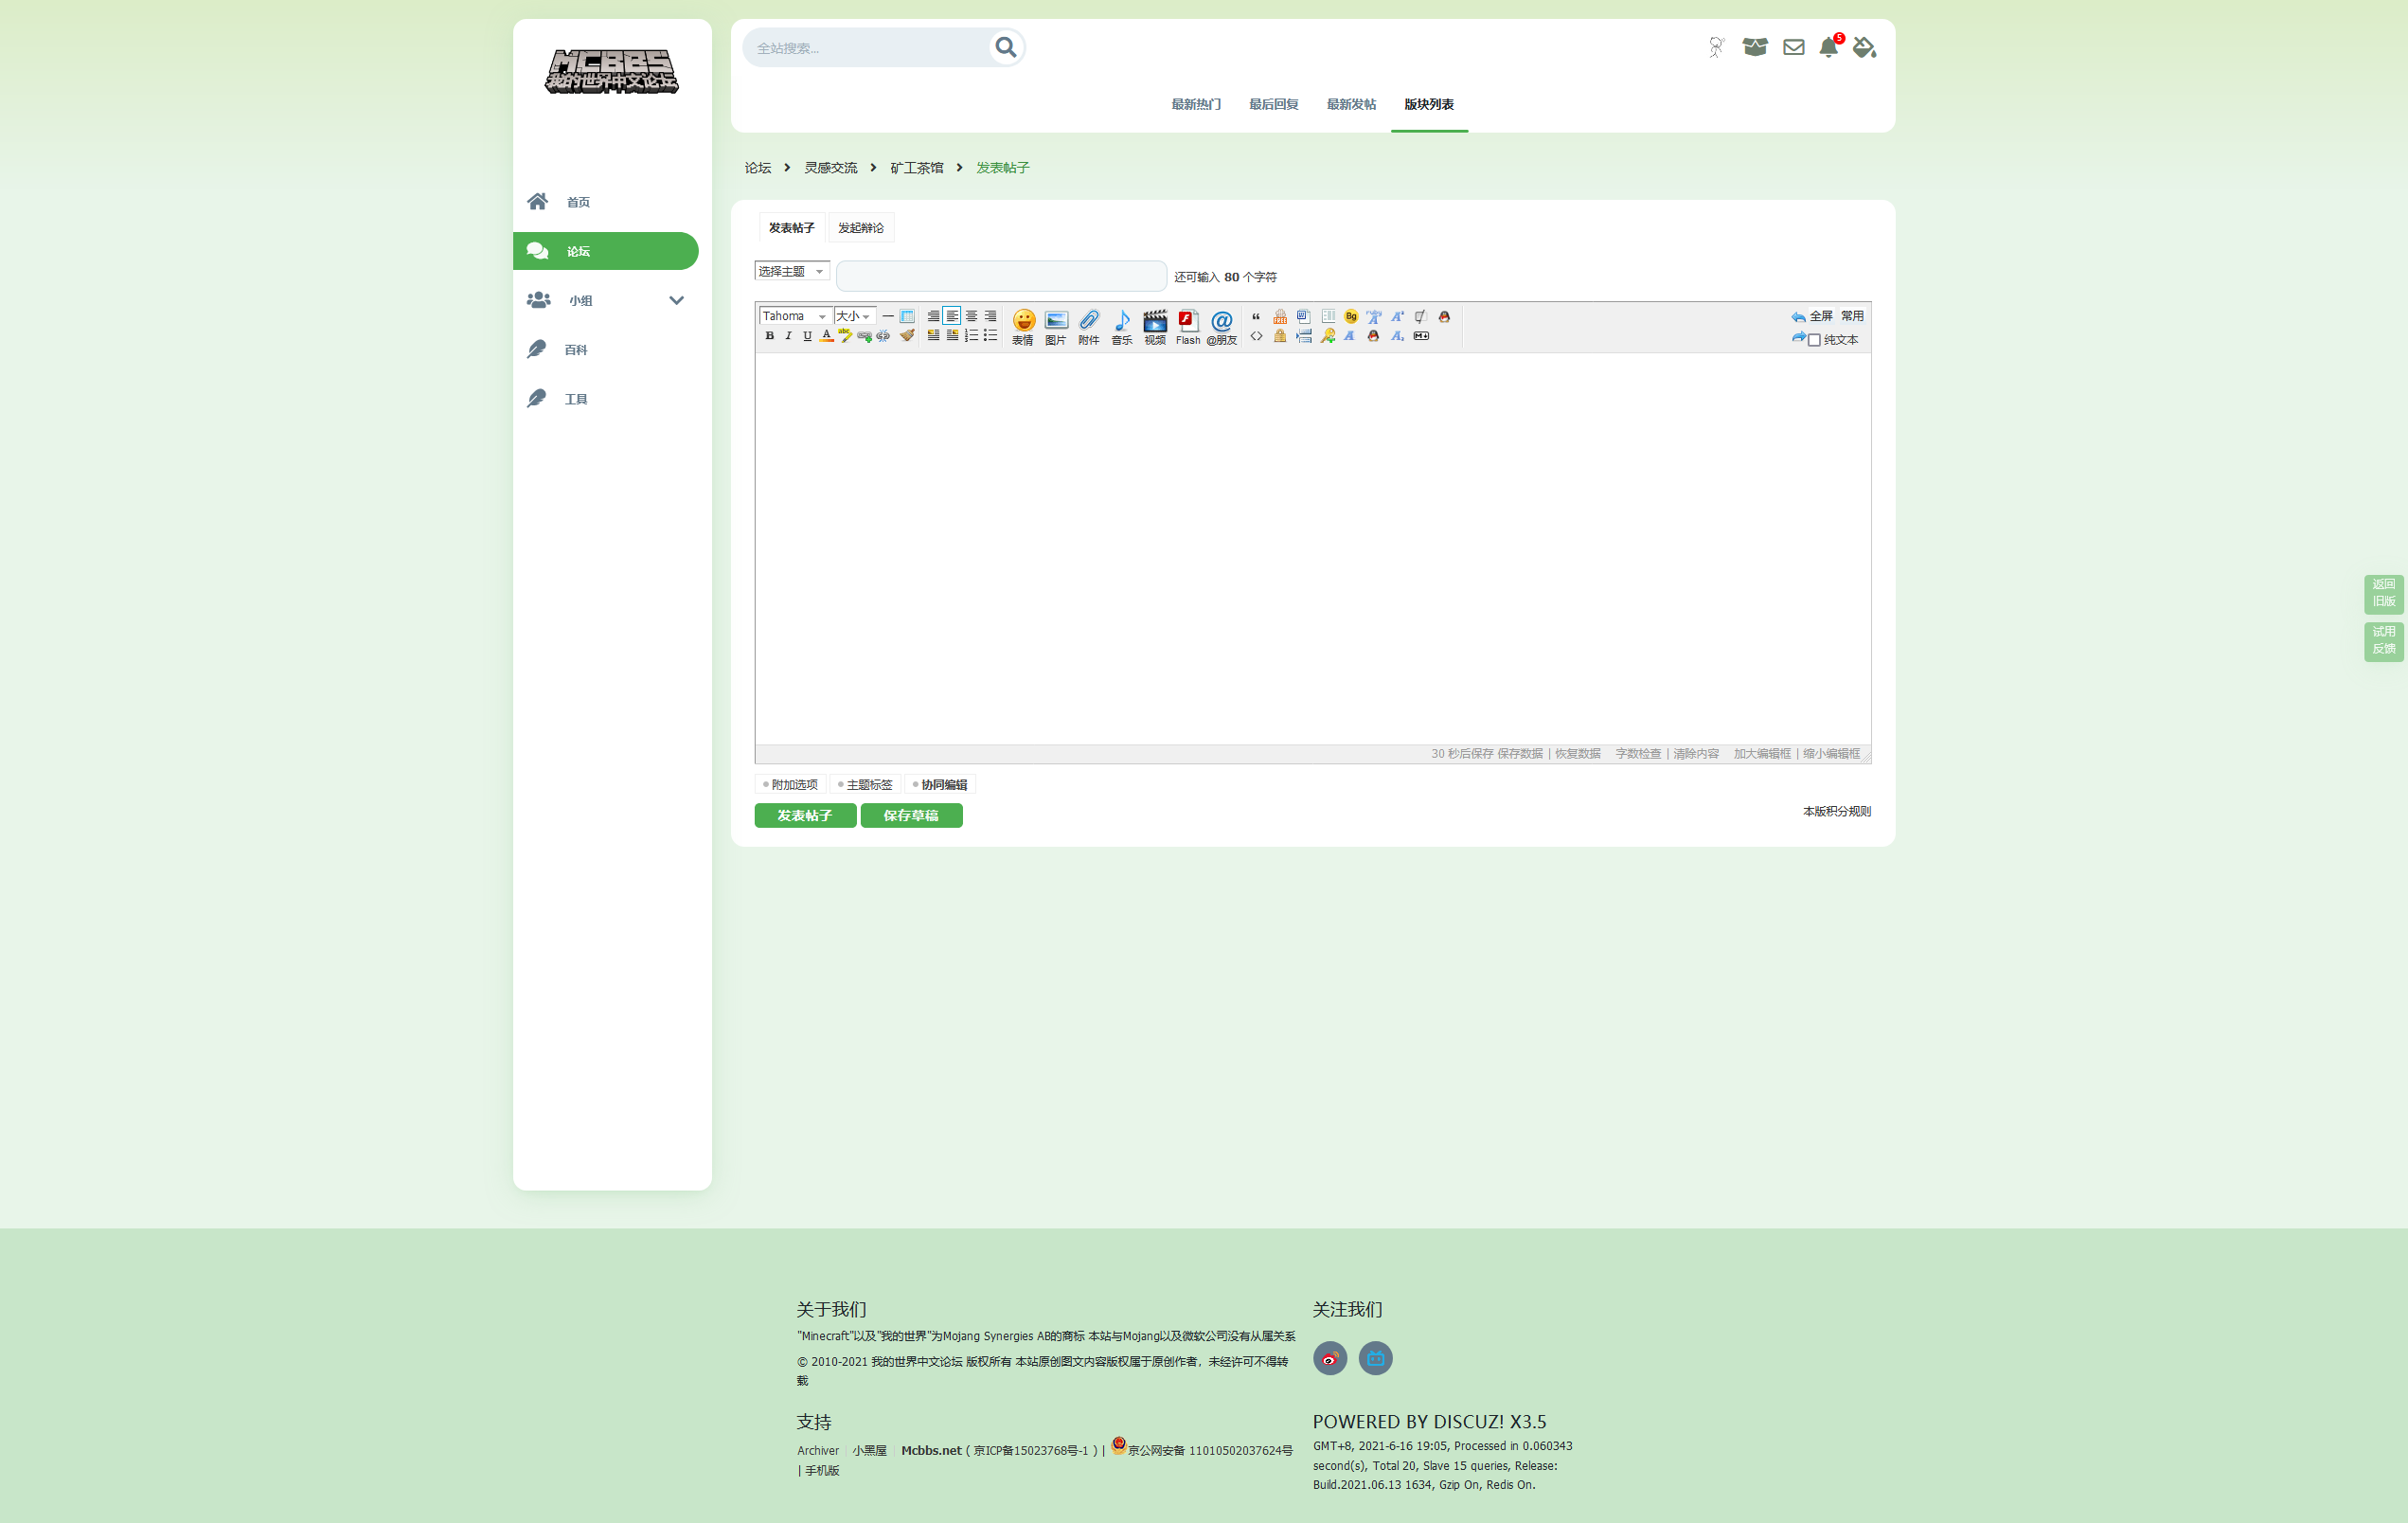 MCBBS
我的世界中文论坛
全站搜索...
5
最新热门 最后回复 最新发帖 版块列表
首页
论坛
小组
百科
工具
论坛 灵感交流 矿工茶馆 发表帖子
发表帖子 发起辩论
选择主题 还可输入 80 个字符
Tahoma 大小 全屏 常用
B I U A
表情 图片 附件 音乐 视频 Flash @朋友 纯文本
30 秒后保存 保存数据 | 恢复数据 字数检查 | 清除内容 加大编辑框 | 缩小编辑框
附加选项 主题标签 协同编辑
发表帖子 保存草稿 本版积分规则
返回
旧版
试用
反馈
关于我们
"Minecraft"以及"我的世界"为Mojang Synergies AB的商标 本站与Mojang以及微软公司没有从属关系
© 2010-2021 我的世界中文论坛 版权所有 本站原创图文内容版权属于原创作者，未经许可不得转
载
关注我们
支持
Archiver | 小黑屋 | Mcbbs.net ( 京ICP备15023768号-1 ) | 京公网安备 11010502037624号
| 手机版
POWERED BY DISCUZ! X3.5
GMT+8, 2021-6-16 19:05, Processed in 0.060343
second(s), Total 20, Slave 15 queries, Release:
Build.2021.06.13 1634, Gzip On, Redis On.